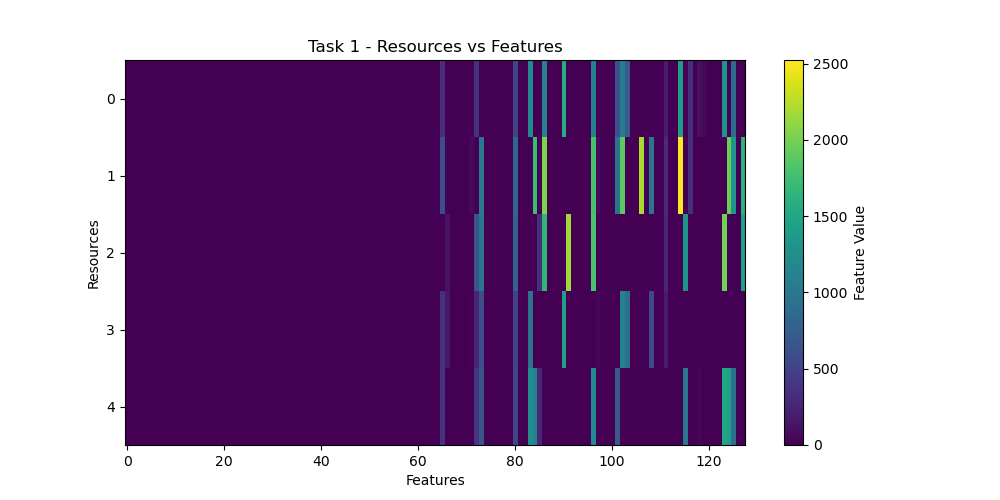 Task 1 - Resources vs Features
Resources
0
1
2
3
4
0 20 40 60 80 100 120
Features
2500
2000
1500
1000
500
0
Feature Value